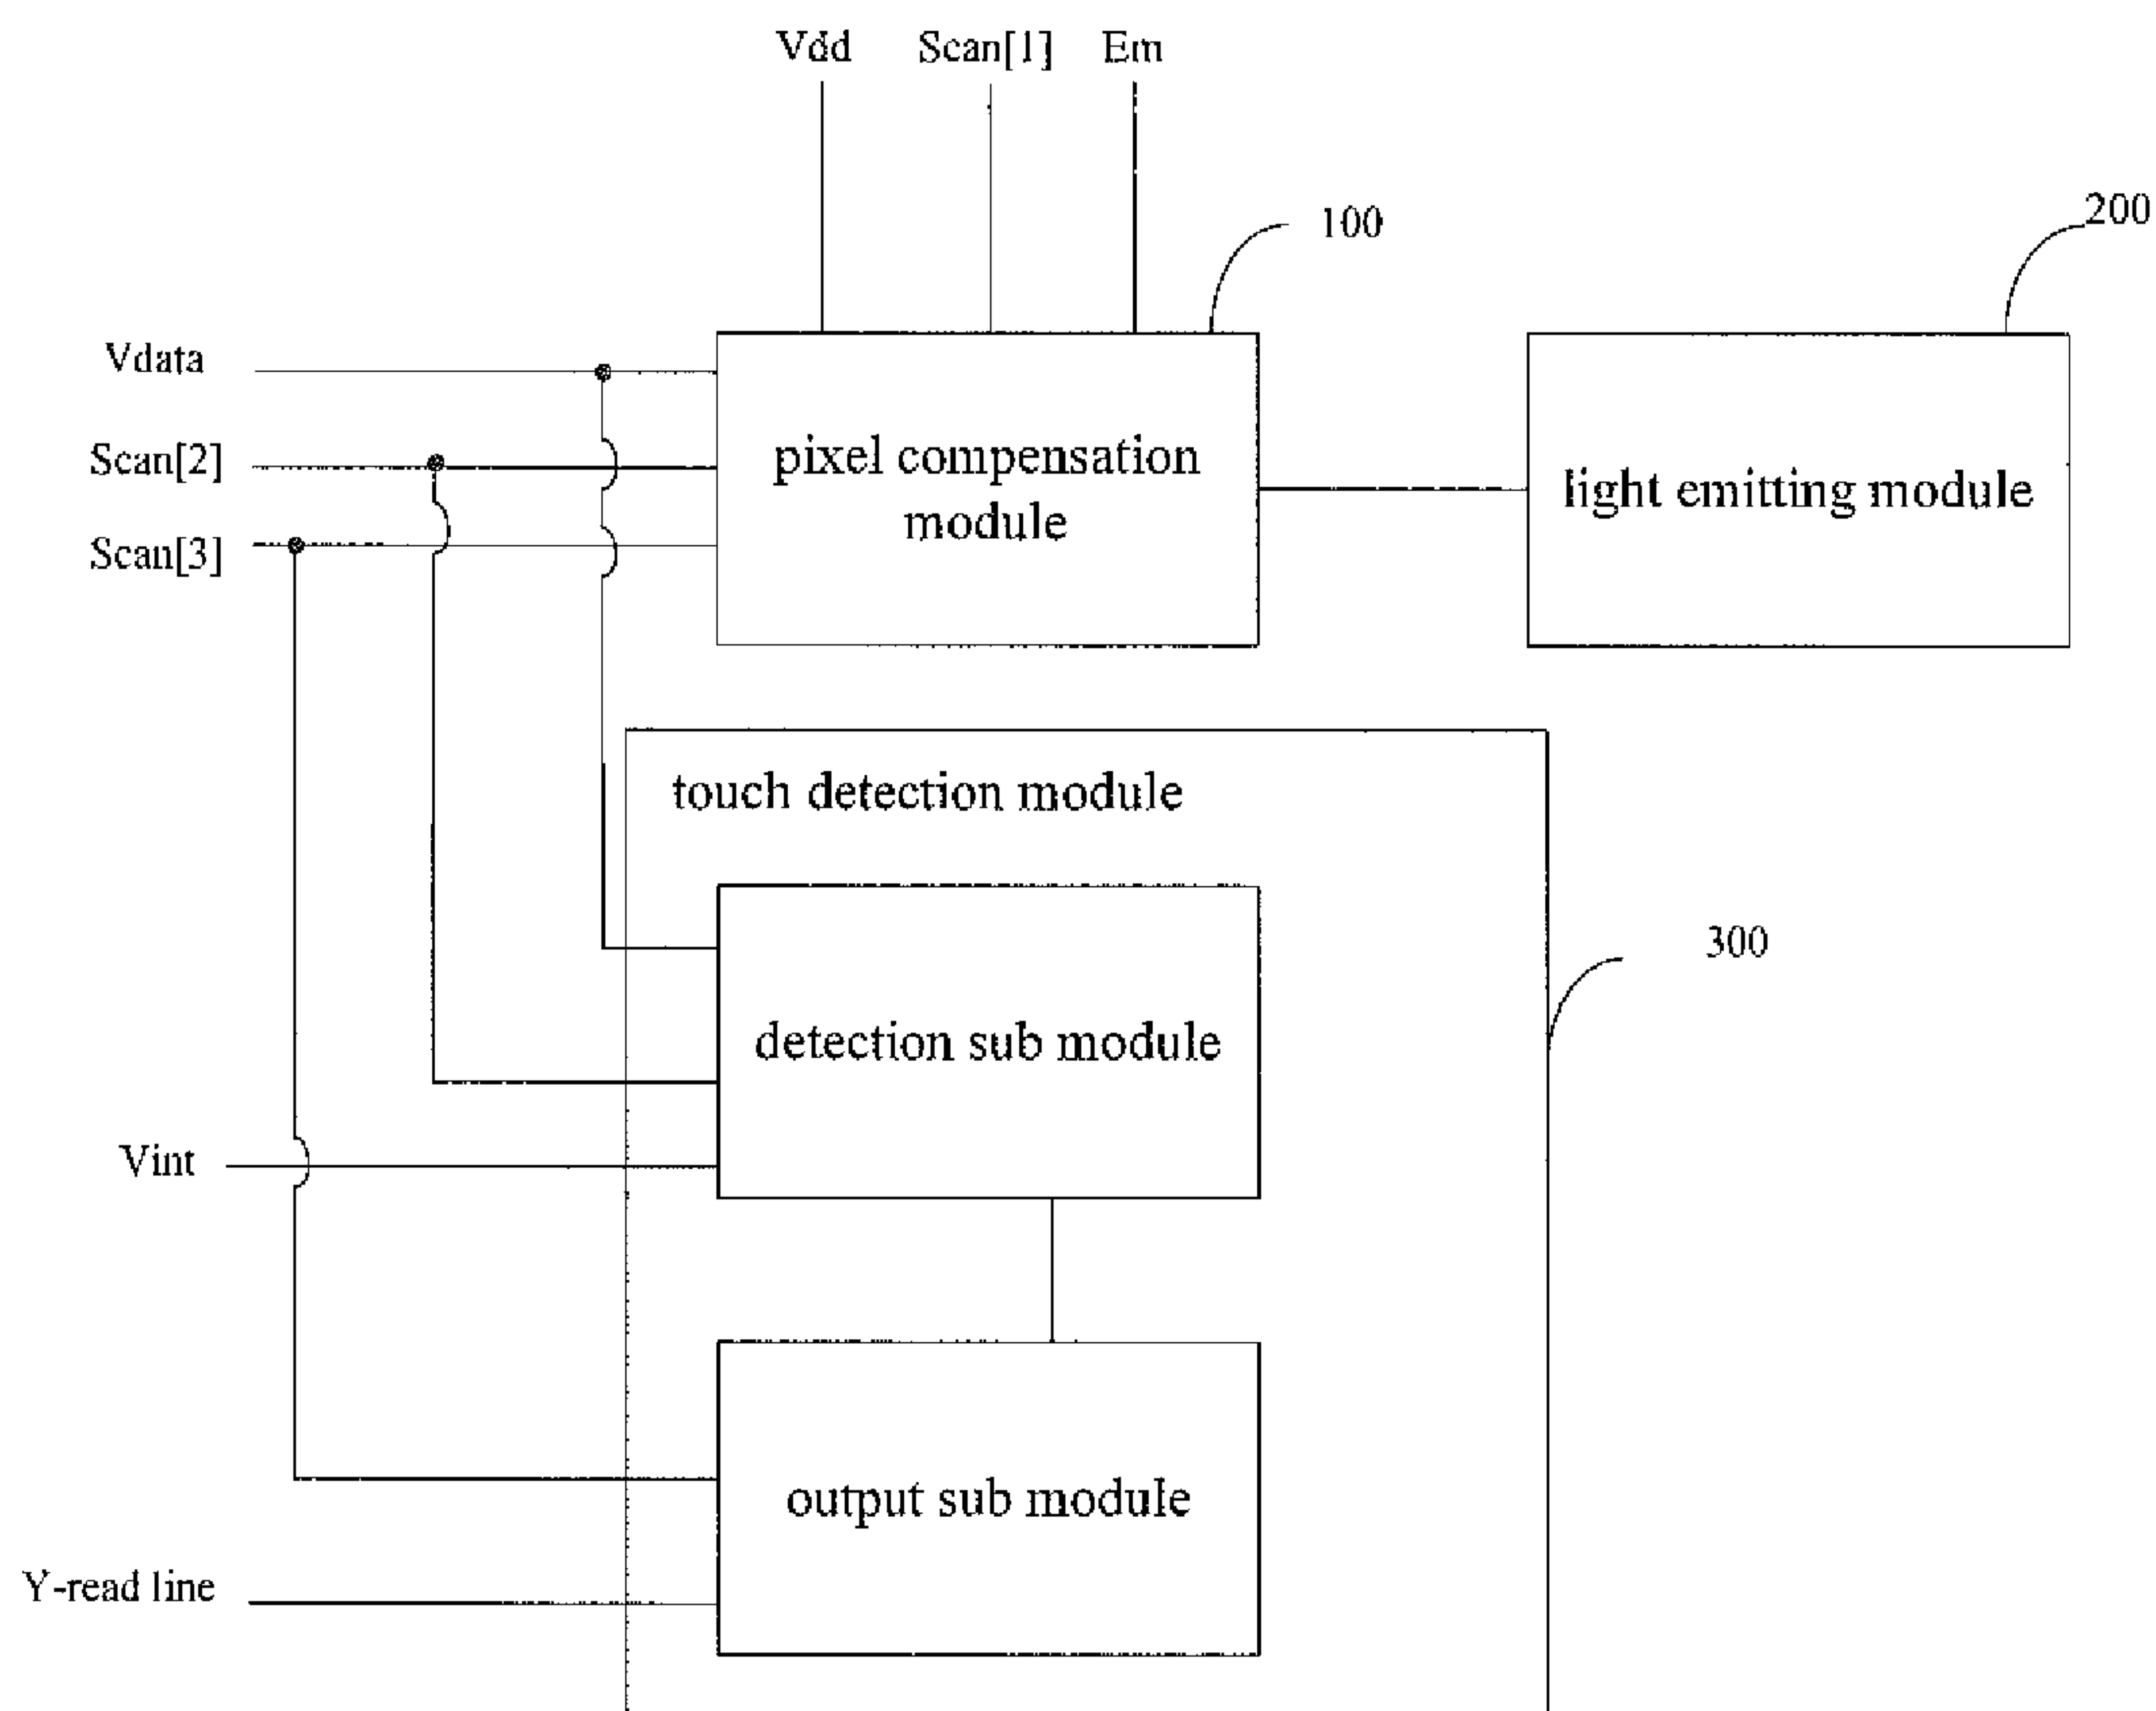 Vdd Scan[1] Em
100
200
Vdata
Scan[2]
Scan[3]
pixel compensation
module
light emitting module
touch detection module
300
detection sub module
Vint
output sub module
Y-read line